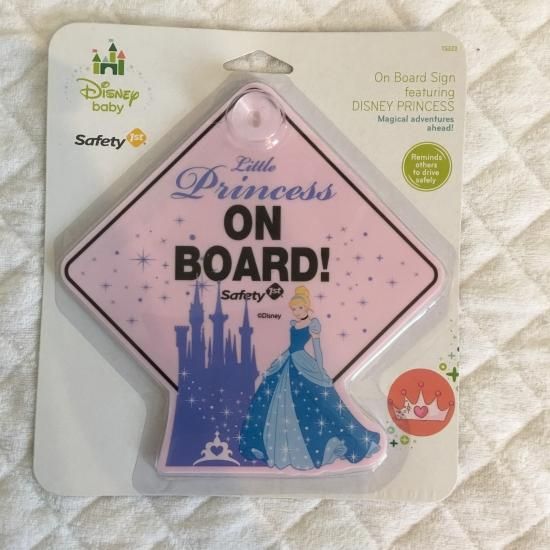 Disney
baby
Safety 1st
On Board Sign
featuring
DISNEY PRINCESS
Magical adventures
ahead!
Reminds
others
to drive
safely
Little
Princess
ON
BOARD!
Safety 1st
©Disney